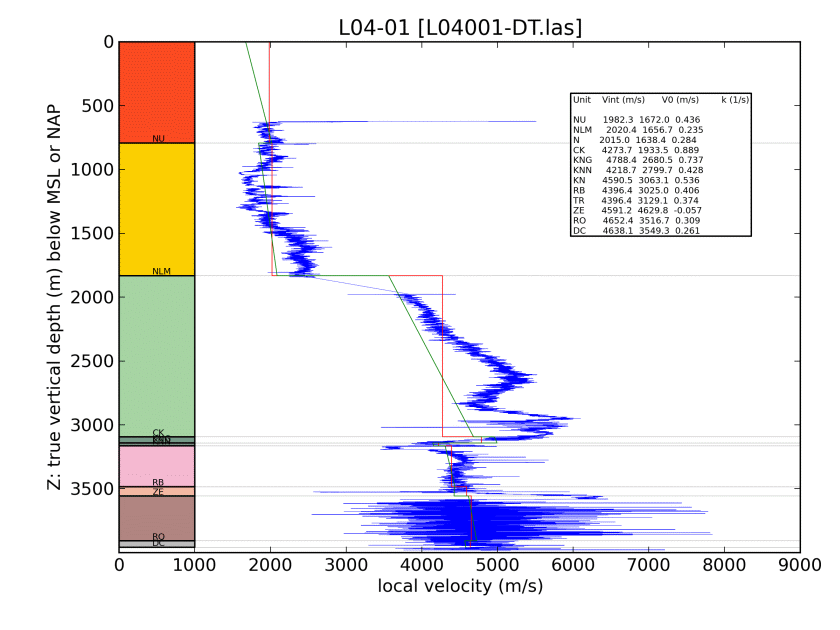 L04-01 [L04001-DT.las]
Z: true vertical depth (m) below MSL or NAP
0
500
1000
1500
2000
2500
3000
3500
NU
NLM
CK
RB
ZE
RO
DC
Unit Vint (m/s) V0 (m/s) k (1/s)
NU 1982.3 1672.0 0.436
NLM 2020.4 1656.7 0.235
N 2015.0 1638.4 0.284
CK 4273.7 1933.5 0.889
KNG 4788.4 2680.5 0.737
KNN 4218.7 2799.7 0.428
KN 4590.5 3063.1 0.536
RB 4396.4 3025.0 0.406
TR 4396.4 3129.1 0.374
ZE 4591.2 4629.8 -0.057
RO 4652.4 3516.7 0.309
DC 4638.1 3549.3 0.261
0 1000 2000 3000 4000 5000 6000 7000 8000 9000
local velocity (m/s)